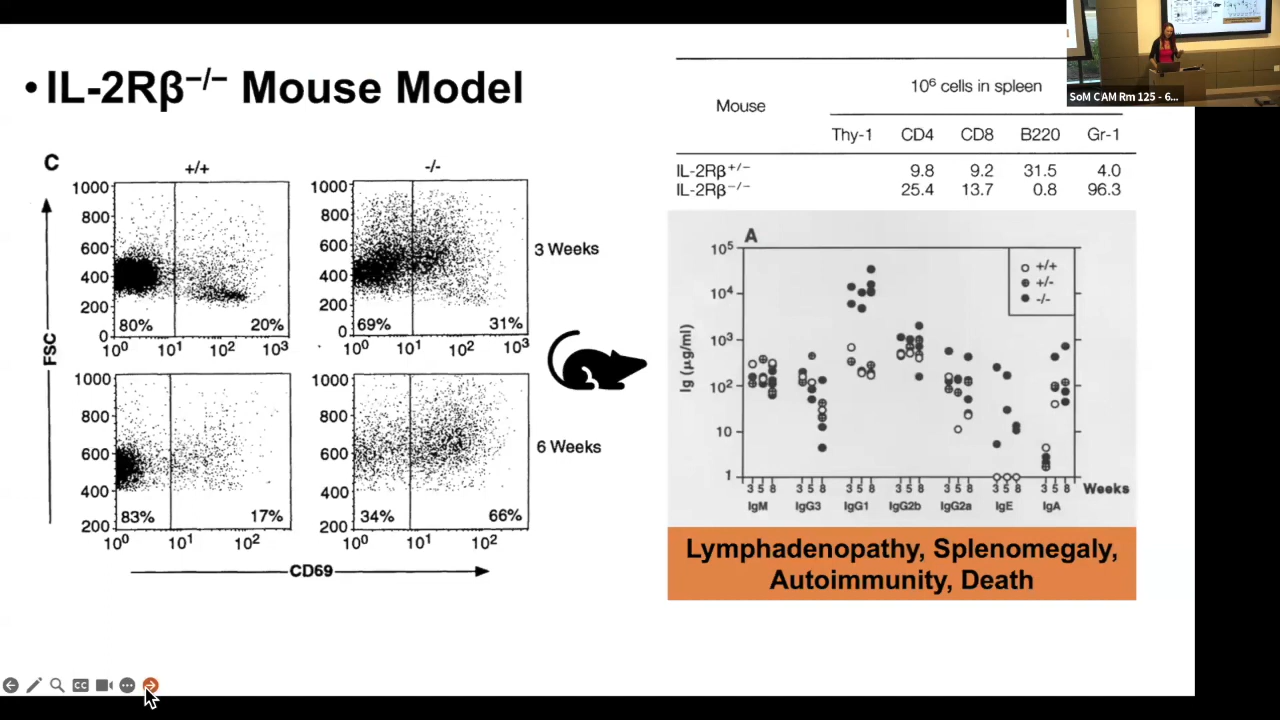 • IL-2Rβ−/− Mouse Model
C
+/+
-/-
1000
800
600
400
200
0
80%
20%
10⁰
10¹
10²
10³
1000
800
600
400
200
0
69%
31%
10⁰
10¹
10²
10³
3 Weeks
FSC
1000
800
600
400
200
83%
17%
10⁰
10¹
10²
1000
800
600
400
200
34%
66%
10⁰
10¹
10²
6 Weeks
CD69
Mouse
10⁶ cells in spleen
Thy-1 CD4 CD8 B220 Gr-1
IL-2Rβ+/− 9.8 9.2 31.5 4.0
IL-2Rβ−/− 25.4 13.7 0.8 96.3
A
+/+
+/-
-/-
Ig (µg/ml)
10⁵
10⁴
10³
10²
10
1
3 5 8 3 5 8 3 5 8 3 5 8 3 5 8 3 5 8 3 5 8 Weeks
IgM IgG3 IgG1 IgG2b IgG2a IgE IgA
Lymphadenopathy, Splenomegaly,
Autoimmunity, Death
SoM CAM Rm 125 - 6...
CC